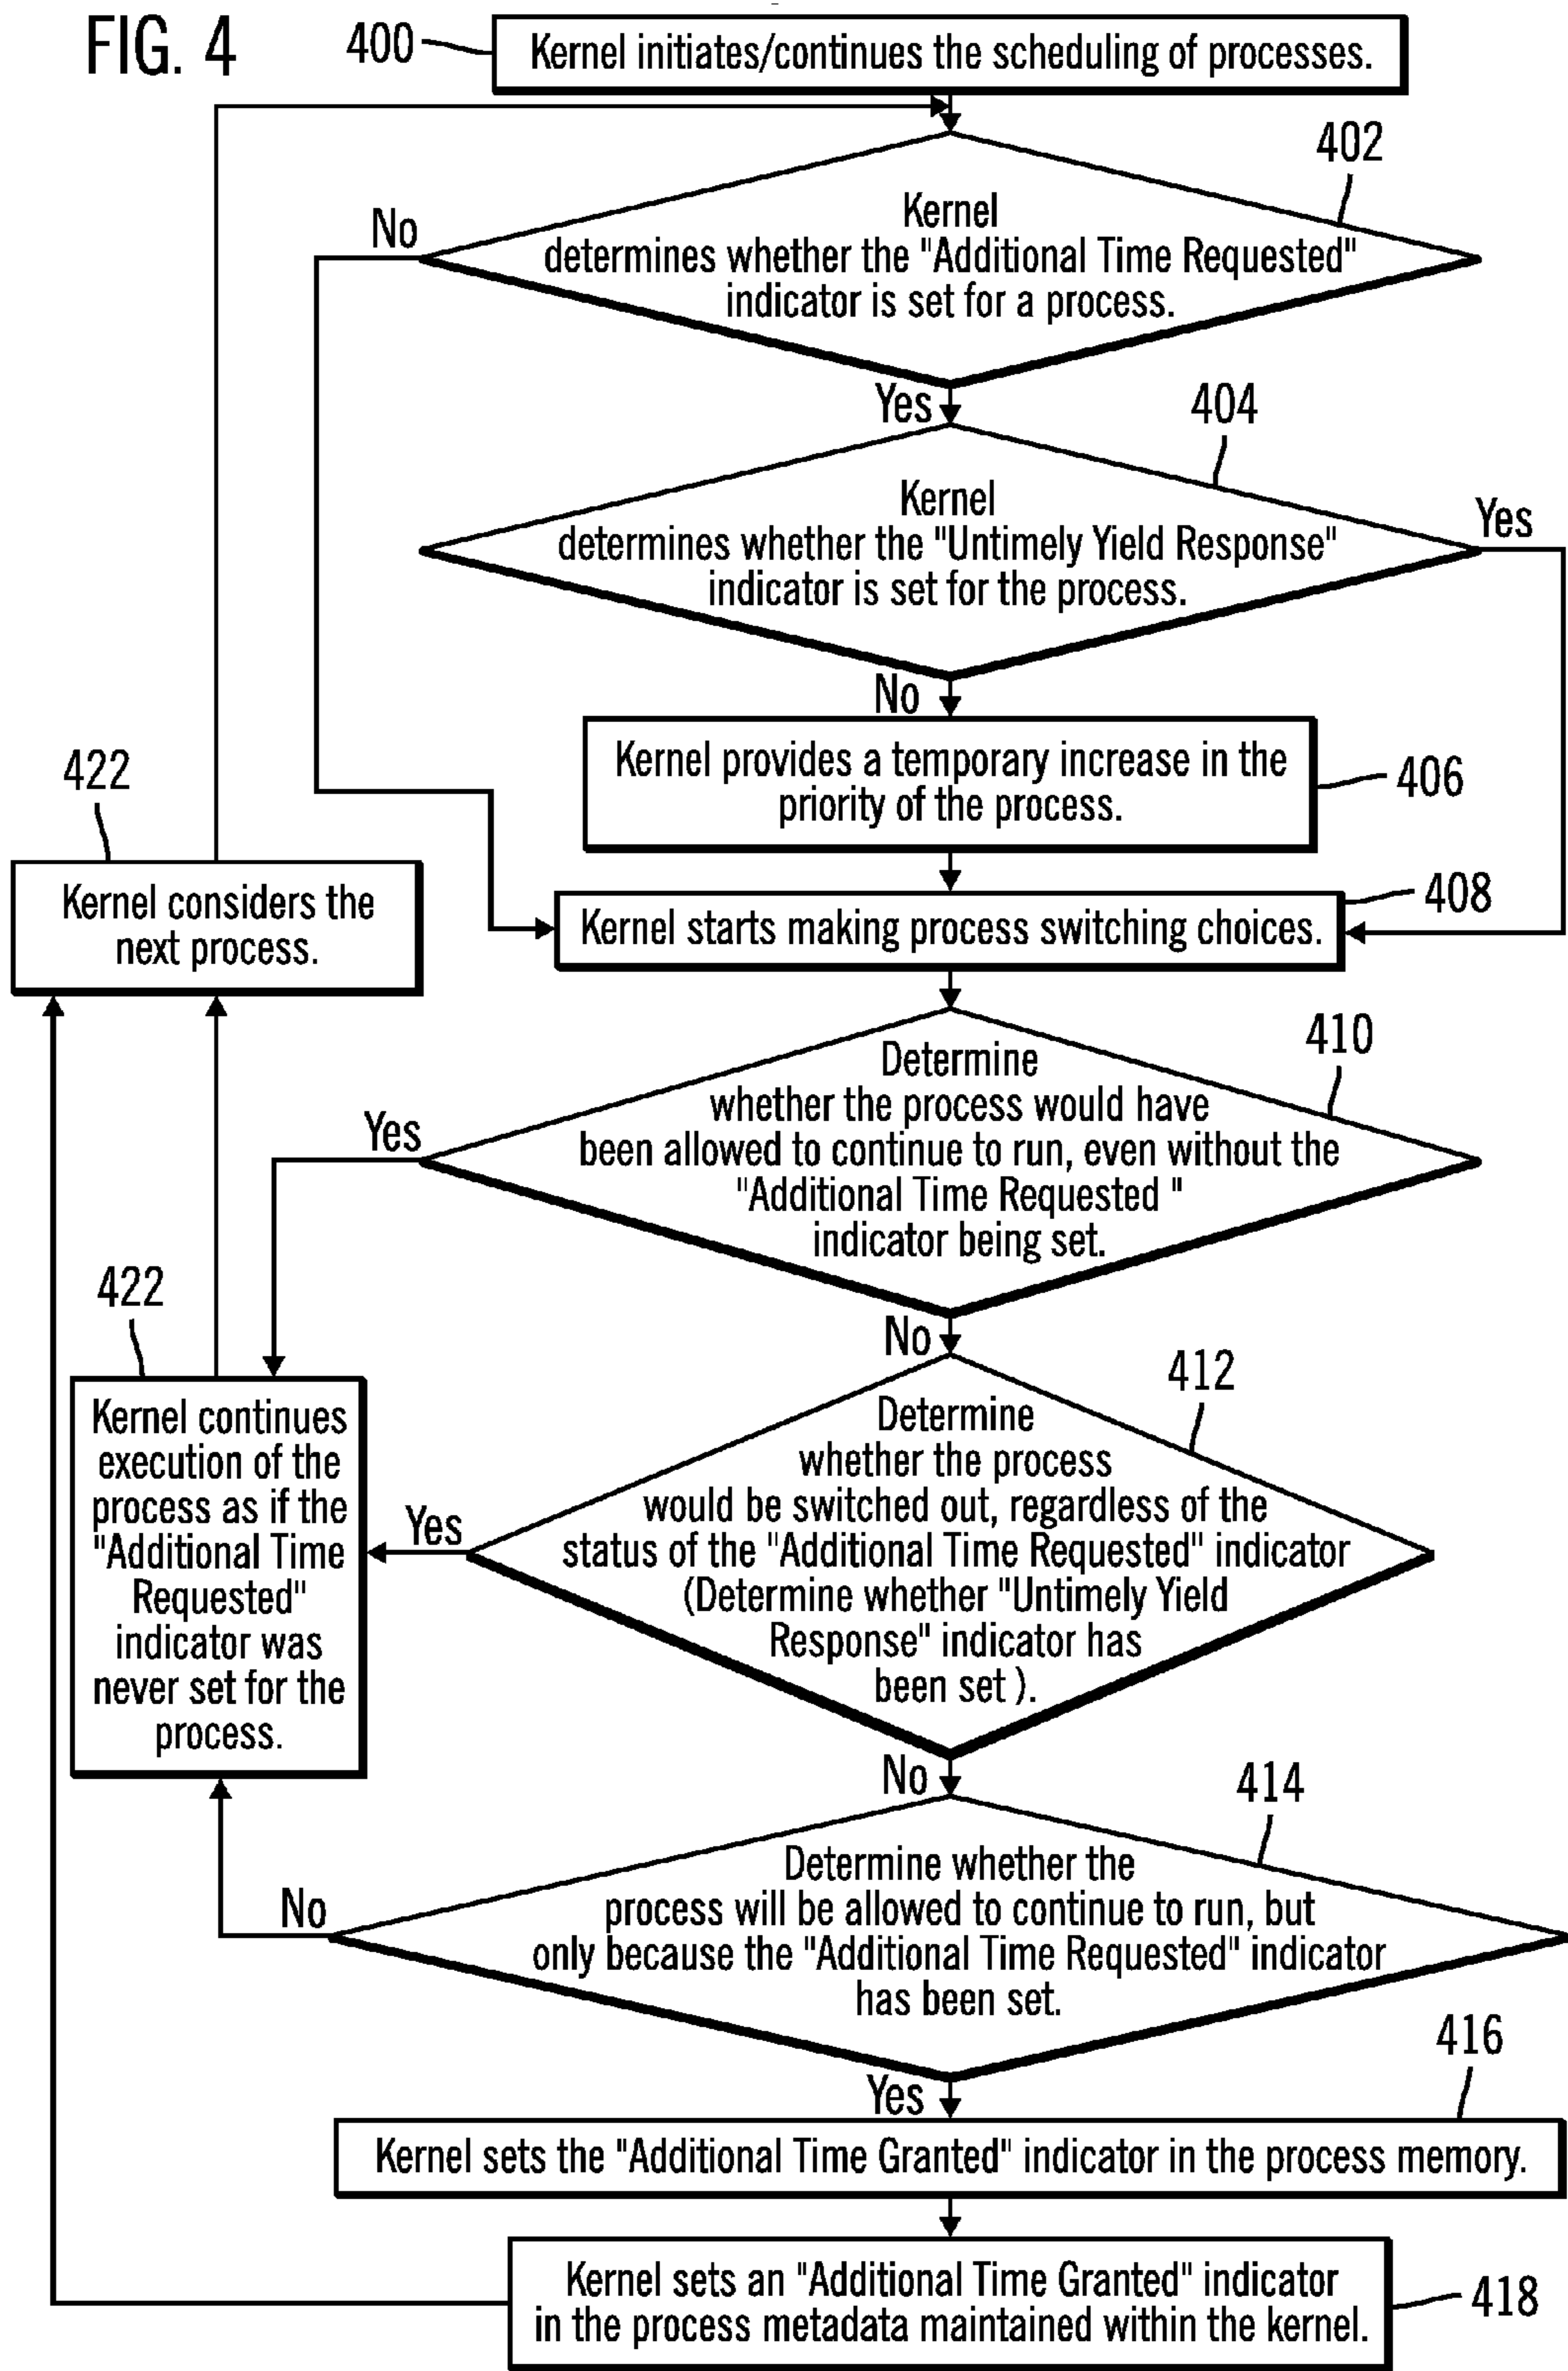 FIG. 4
400
Kernel initiates/continues the scheduling of processes.
402
Kernel
determines whether the "Additional Time Requested"
indicator is set for a process.
No
Yes
404
Kernel
determines whether the "Untimely Yield Response"
indicator is set for the process.
Yes
No
Kernel provides a temporary increase in the
priority of the process.
406
422
Kernel considers the
next process.
Kernel starts making process switching choices.
408
410
Determine
whether the process would have
been allowed to continue to run, even without the
"Additional Time Requested "
indicator being set.
Yes
No
422
Kernel continues
execution of the
process as if the
"Additional Time
Requested"
indicator was
never set for the
process.
412
Determine
whether the process
would be switched out, regardless of the
status of the "Additional Time Requested" indicator
(Determine whether "Untimely Yield
Response" indicator has
been set ).
Yes
No
414
Determine whether the
process will be allowed to continue to run, but
only because the "Additional Time Requested" indicator
has been set.
No
Yes
416
Kernel sets the "Additional Time Granted" indicator in the process memory.
Kernel sets an "Additional Time Granted" indicator
in the process metadata maintained within the kernel.
418